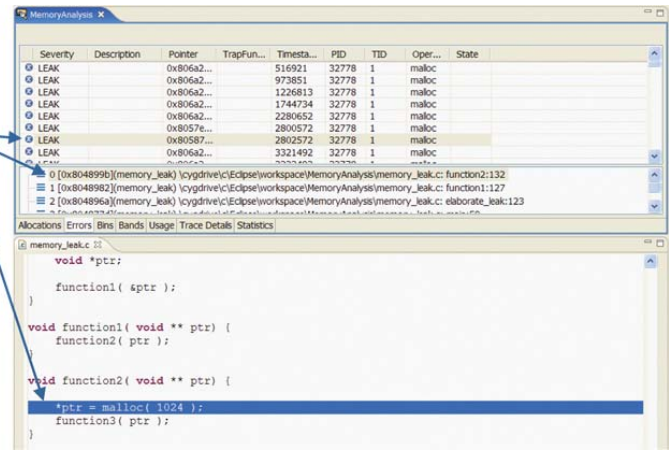 MemoryAnalysis
Severity Description Pointer TrapFun... Timesta... PID TID Oper... State
LEAK 0x806a2... 516921 32778 1 malloc
LEAK 0x806a2... 973851 32778 1 malloc
LEAK 0x806a2... 1226813 32778 1 malloc
LEAK 0x806a2... 1744734 32778 1 malloc
LEAK 0x806a2... 2280652 32778 1 malloc
LEAK 0x8057e... 2800572 32778 1 malloc
LEAK 0x80587... 2802572 32778 1 malloc
LEAK 0x806a2... 3321492 32778 1 malloc
0 [0x804899b](memory_leak) \cygdrive\c\Eclipse\workspace\MemoryAnalysis\memory_leak.c: function2:132
1 [0x8048982](memory_leak) \cygdrive\c\Eclipse\workspace\MemoryAnalysis\memory_leak.c: function1:127
2 [0x804896a](memory_leak) \cygdrive\c\Eclipse\workspace\MemoryAnalysis\memory_leak.c: elaborate_leak:123
Allocations Errors Bins Bands Usage Trace Details Statistics
memory_leak.c
void *ptr;
function1( &ptr );
}
void function1( void ** ptr) {
function2( ptr );
}
void function2( void ** ptr) {
*ptr = malloc( 1024 );
function3( ptr );
}